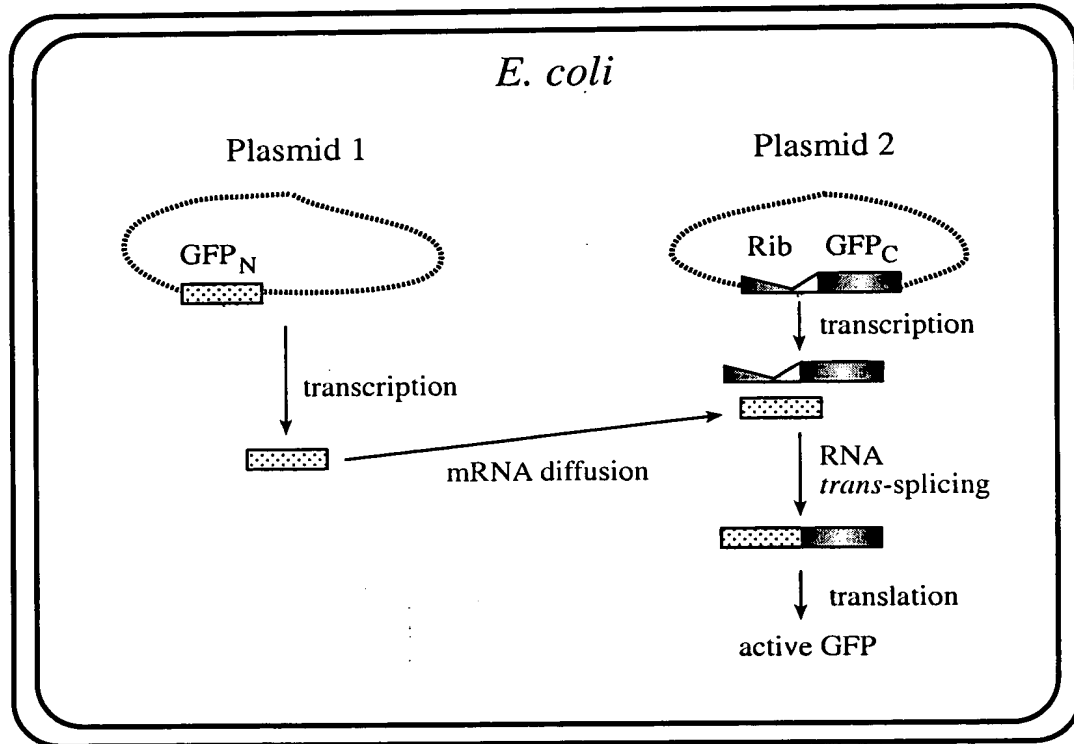 E. coli
Plasmid 1
Plasmid 2
GFPN
Rib GFPC
transcription
transcription
mRNA diffusion
RNA
trans-splicing
translation
active GFP